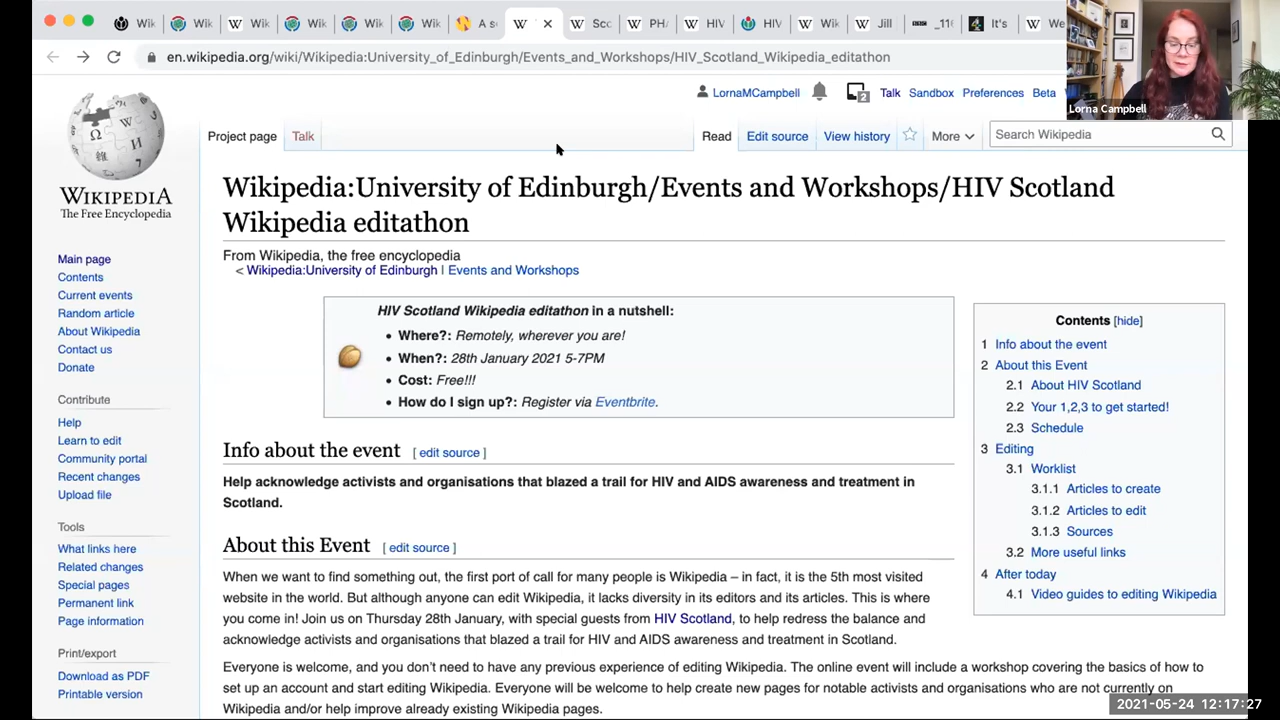 Wik
Wiki
Wi
Wik
Wik
Wik
A s
Scc
PHA
HIV
HIV
Wik
Jill
_11
It's
We
en.wikipedia.org/wiki/Wikipedia:University_of_Edinburgh/Events_and_Workshops/HIV_Scotland_Wikipedia_editathon
Lorna Campbell
LornaMCampbell 2 Talk Sandbox Preferences Beta
Project page Talk Read Edit source View history More Search Wikipedia
WIKIPEDIA
The Free Encyclopedia
Main page
Contents
Current events
Random article
About Wikipedia
Contact us
Donate
Contribute
Help
Learn to edit
Community portal
Recent changes
Upload file
Tools
What links here
Related changes
Special pages
Permanent link
Page information
Print/export
Download as PDF
Printable version
Wikipedia:University of Edinburgh/Events and Workshops/HIV Scotland
Wikipedia editathon
From Wikipedia, the free encyclopedia
< Wikipedia:University of Edinburgh | Events and Workshops
HIV Scotland Wikipedia editathon in a nutshell:
• Where?: Remotely, wherever you are!
• When?: 28th January 2021 5-7PM
• Cost: Free!!!
• How do I sign up?: Register via Eventbrite.
Contents [hide]
1 Info about the event
2 About this Event
2.1 About HIV Scotland
2.2 Your 1,2,3 to get started!
2.3 Schedule
3 Editing
3.1 Worklist
3.1.1 Articles to create
3.1.2 Articles to edit
3.1.3 Sources
3.2 More useful links
4 After today
4.1 Video guides to editing Wikipedia
Info about the event [ edit source ]
Help acknowledge activists and organisations that blazed a trail for HIV and AIDS awareness and treatment in
Scotland.
About this Event [ edit source ]
When we want to find something out, the first port of call for many people is Wikipedia – in fact, it is the 5th most visited
website in the world. But although anyone can edit Wikipedia, it lacks diversity in its editors and its articles. This is where
you come in! Join us on Thursday 28th January, with special guests from HIV Scotland, to help redress the balance and
acknowledge activists and organisations that blazed a trail for HIV and AIDS awareness and treatment in Scotland.
Everyone is welcome, and you don't need to have any previous experience of editing Wikipedia. The online event will include a workshop covering the basics of how to
set up an account and start editing Wikipedia. Everyone will be welcome to help create new pages for notable activists and organisations who are not currently on
Wikipedia and/or help improve already existing Wikipedia pages.
2021-05-24 12:17:27